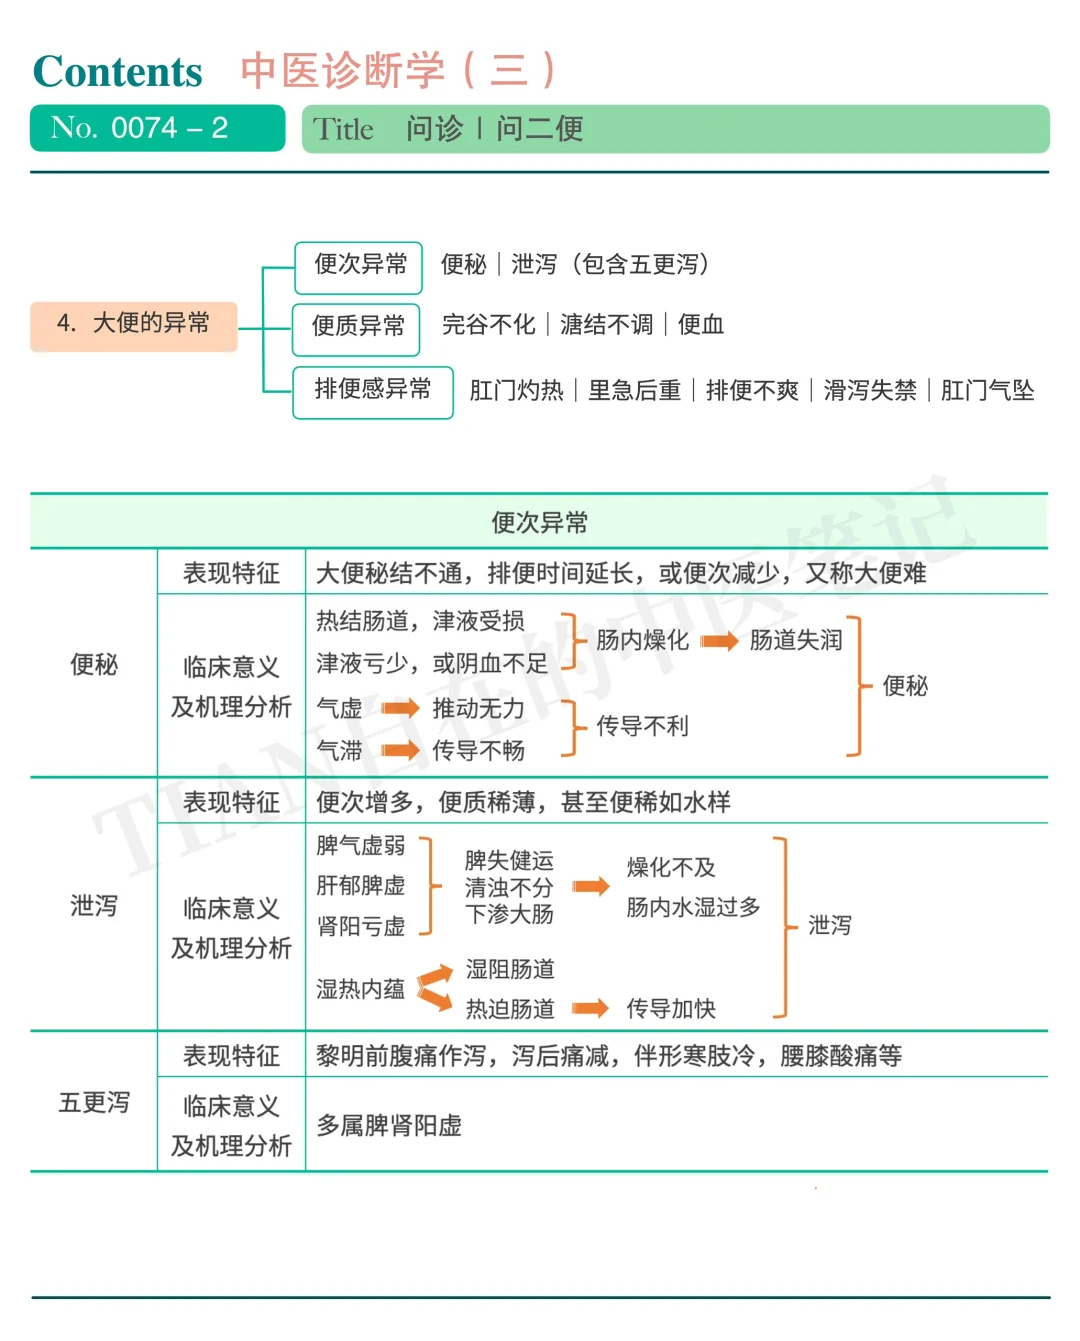 Contents 中医诊断学（三）
No. 0074 – 2
Title 问诊 | 问二便
4. 大便的异常
便次异常 便秘｜泄泻（包含五更泻）
便质异常 完谷不化｜溏结不调｜便血
排便感异常 肛门灼热｜里急后重｜排便不爽｜滑泻失禁｜肛门气坠
便次异常
便秘
表现特征 大便秘结不通，排便时间延长，或便次减少，又称大便难
临床意义
及机理分析
热结肠道，津液受损
津液亏少，或阴血不足
肠内燥化 肠道失润
气虚 推动无力
气滞 传导不畅
传导不利
便秘
泄泻
表现特征 便次增多，便质稀薄，甚至便稀如水样
临床意义
及机理分析
脾气虚弱
肝郁脾虚
肾阳亏虚
脾失健运
清浊不分
下渗大肠
燥化不及
肠内水湿过多
湿热内蕴
湿阻肠道
热迫肠道 传导加快
泄泻
五更泻
表现特征 黎明前腹痛作泻，泻后痛减，伴形寒肢冷，腰膝酸痛等
临床意义
及机理分析
多属脾肾阳虚
TIAN自在的中医笔记